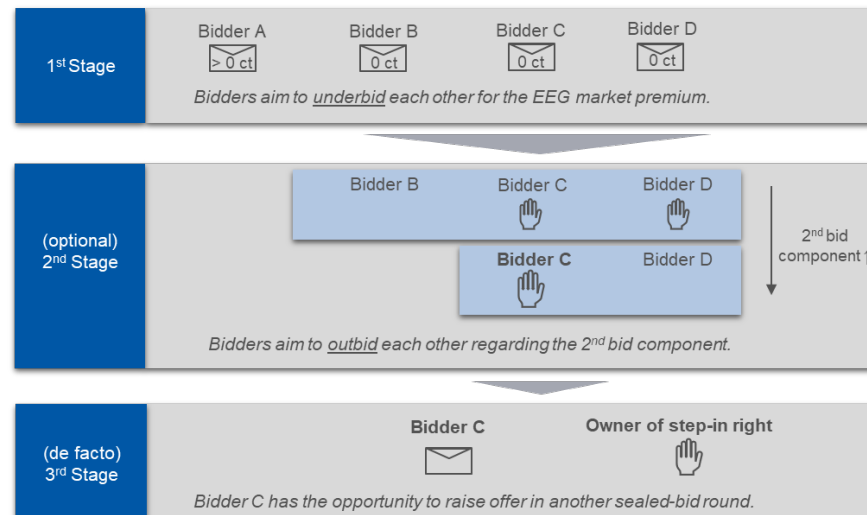 Bidder A Bidder B Bidder C Bidder D
1st Stage
> 0 ct 0 ct 0 ct 0 ct
Bidders aim to underbid each other for the EEG market premium.
Bidder B Bidder C Bidder D
(optional)
2nd Stage
2nd bid
component ↑
Bidder C Bidder D
Bidders aim to outbid each other regarding the 2nd bid component.
(de facto)
3rd Stage
Bidder C Owner of step-in right
Bidder C has the opportunity to raise offer in another sealed-bid round.